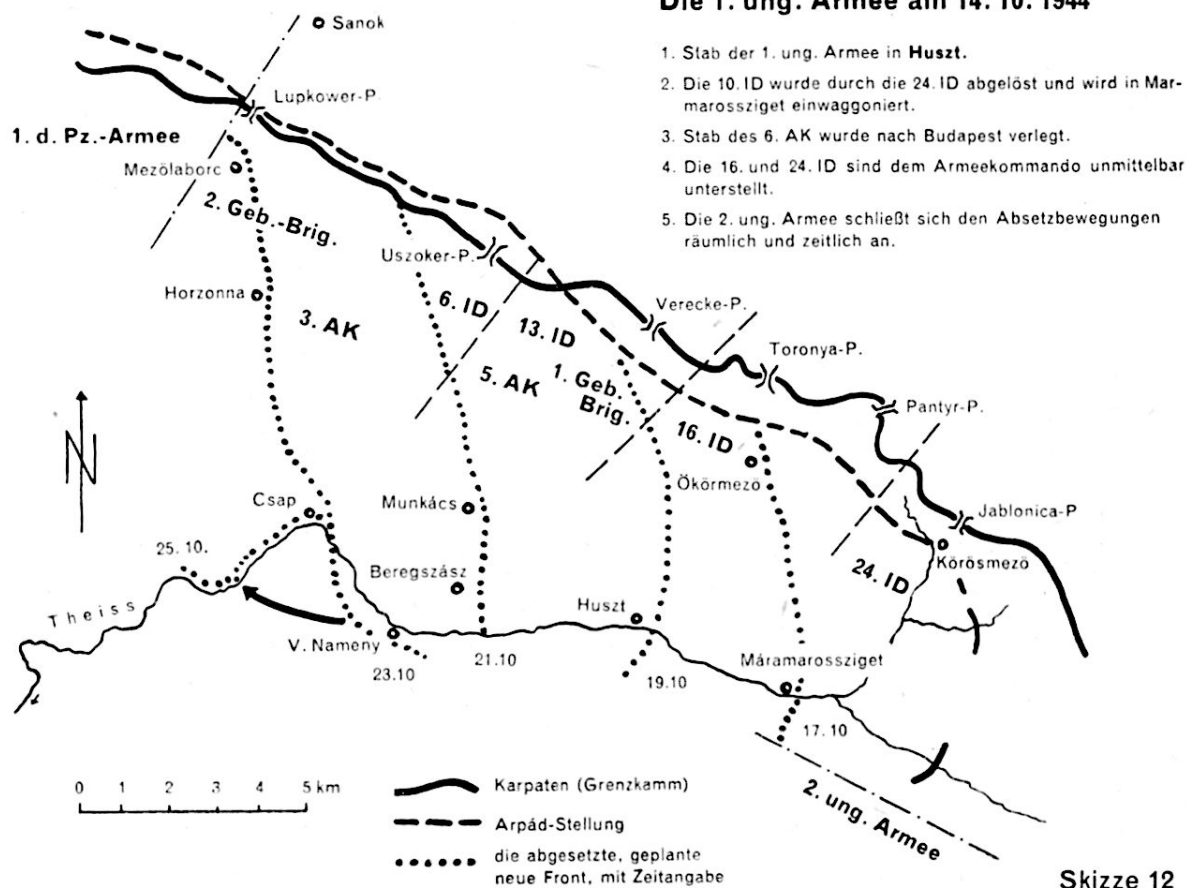 Die 1. ung. Armee am 14. 10. 1944
1. Stab der 1. ung. Armee in Huszt.
2. Die 10. ID wurde durch die 24. ID abgelöst und wird in Mar-
marossziget einwaggoniert.
3. Stab des 6. AK wurde nach Budapest verlegt.
4. Die 16. und 24. ID sind dem Armeekommando unmittelbar
unterstellt.
5. Die 2. ung. Armee schließt sich den Absetzbewegungen
räumlich und zeitlich an.
Sanok
Lupkower-P.
1. d. Pz.-Armee
Mezölaborc
2. Geb.-Brig.
Uszoker-P.
Horzonna
3. AK
6. ID
13. ID
Verecke-P.
Toronya-P.
5. AK
1. Geb.
Brig.
Pantyr-P.
16. ID
Ökörmezö
N
Csap
Munkács
Jablonica-P
Körösmezö
25. 10.
Beregszász
24. ID
Theiss
Huszt
V. Nameny
23.10
21.10
19.10
Máramarossziget
17. 10
2. ung. Armee
0 1 2 3 4 5 km
Karpaten (Grenzkamm)
Arpád-Stellung
die abgesetzte, geplante
neue Front, mit Zeitangabe
Skizze 12